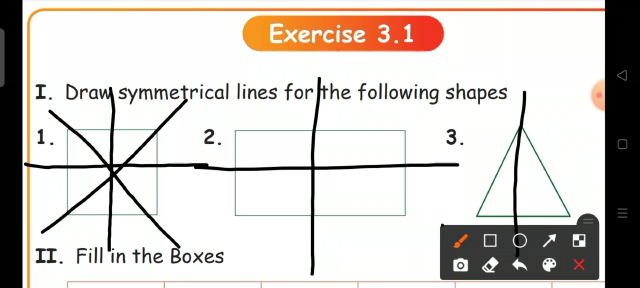 Exercise 3.1
I. Draw symmetrical lines for the following shapes
1. 2. 3.
II. Fill in the Boxes